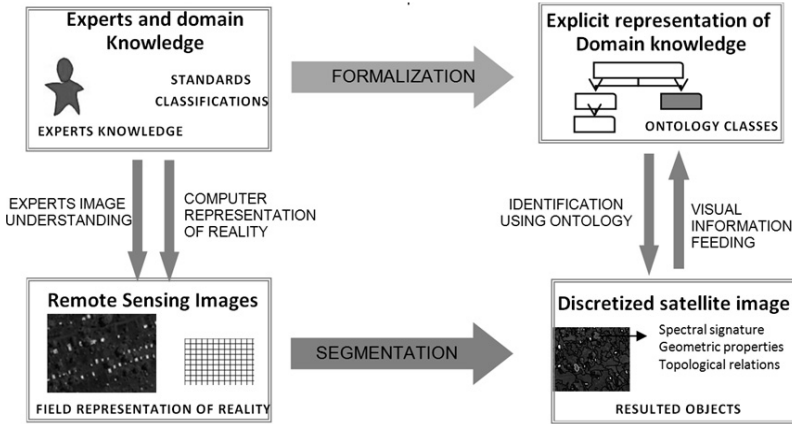 Experts and domain
Knowledge
STANDARDS
CLASSIFICATIONS
EXPERTS KNOWLEDGE
FORMALIZATION
Explicit representation of
Domain knowledge
ONTOLOGY CLASSES
EXPERTS IMAGE
UNDERSTANDING
COMPUTER
REPRESENTATION
OF REALITY
IDENTIFICATION
USING ONTOLOGY
VISUAL
INFORMATION
FEEDING
Remote Sensing Images
FIELD REPRESENTATION OF REALITY
SEGMENTATION
Discretized satellite image
Spectral signature
Geometric properties
Topological relations
RESULTED OBJECTS